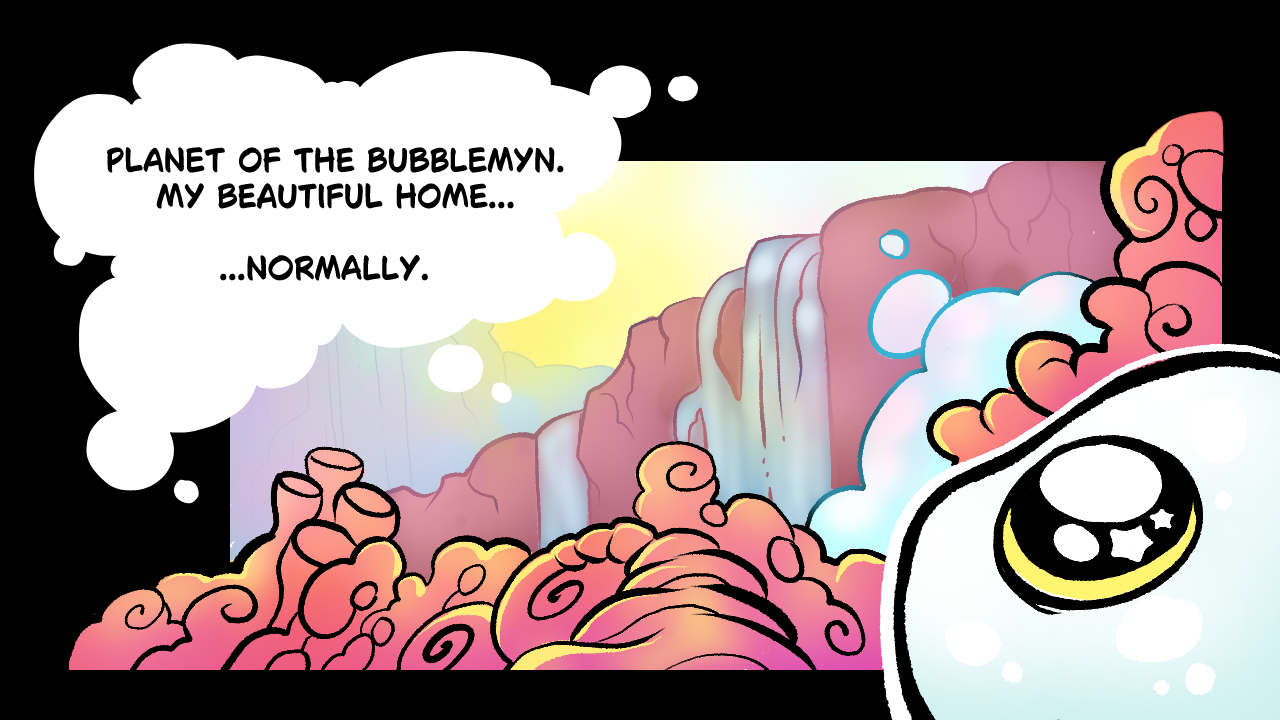 PLANET OF THE BUBBLEMYN.
MY BEAUTIFUL HOME...
...NORMALLY.